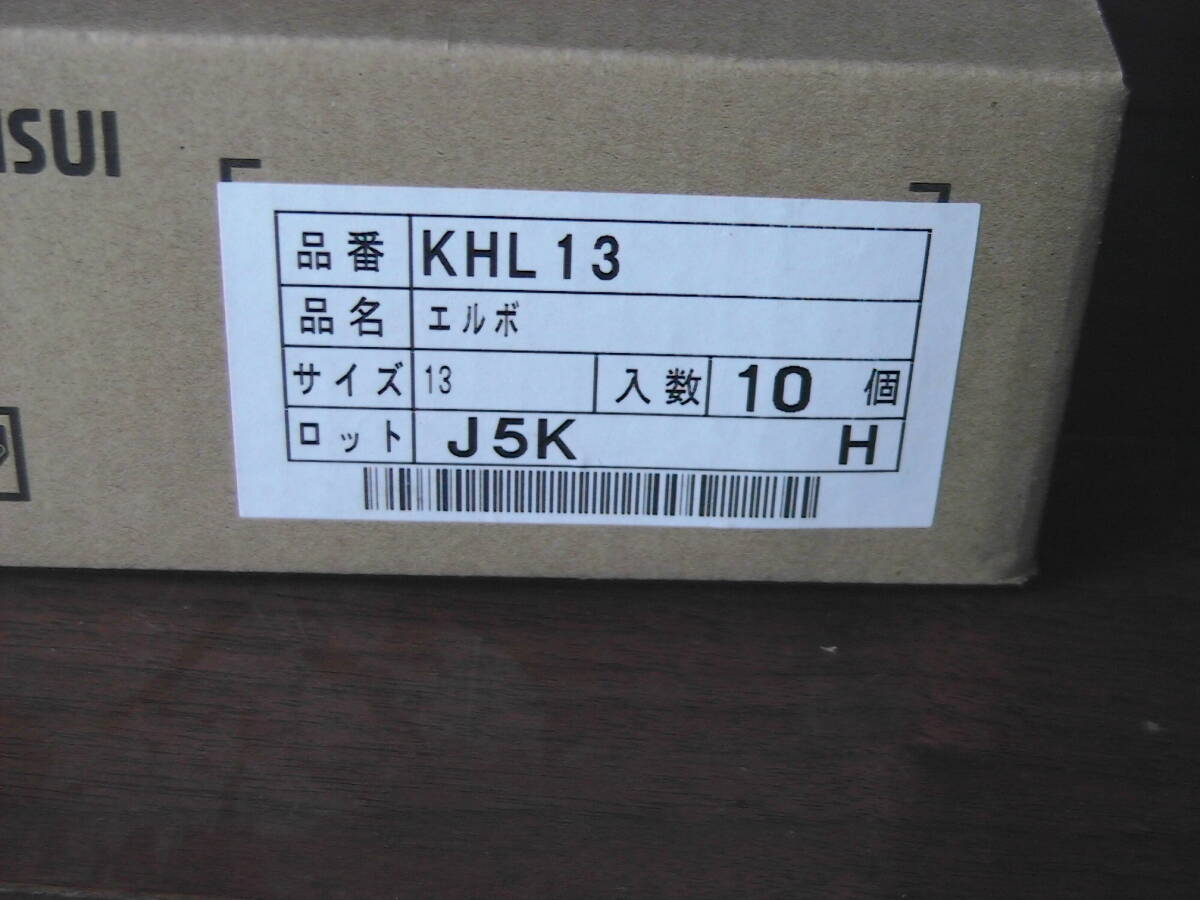 ISUI
品番 KHL13
品名 エルボ
サイズ 13 入数 10 個
ロット J5K H